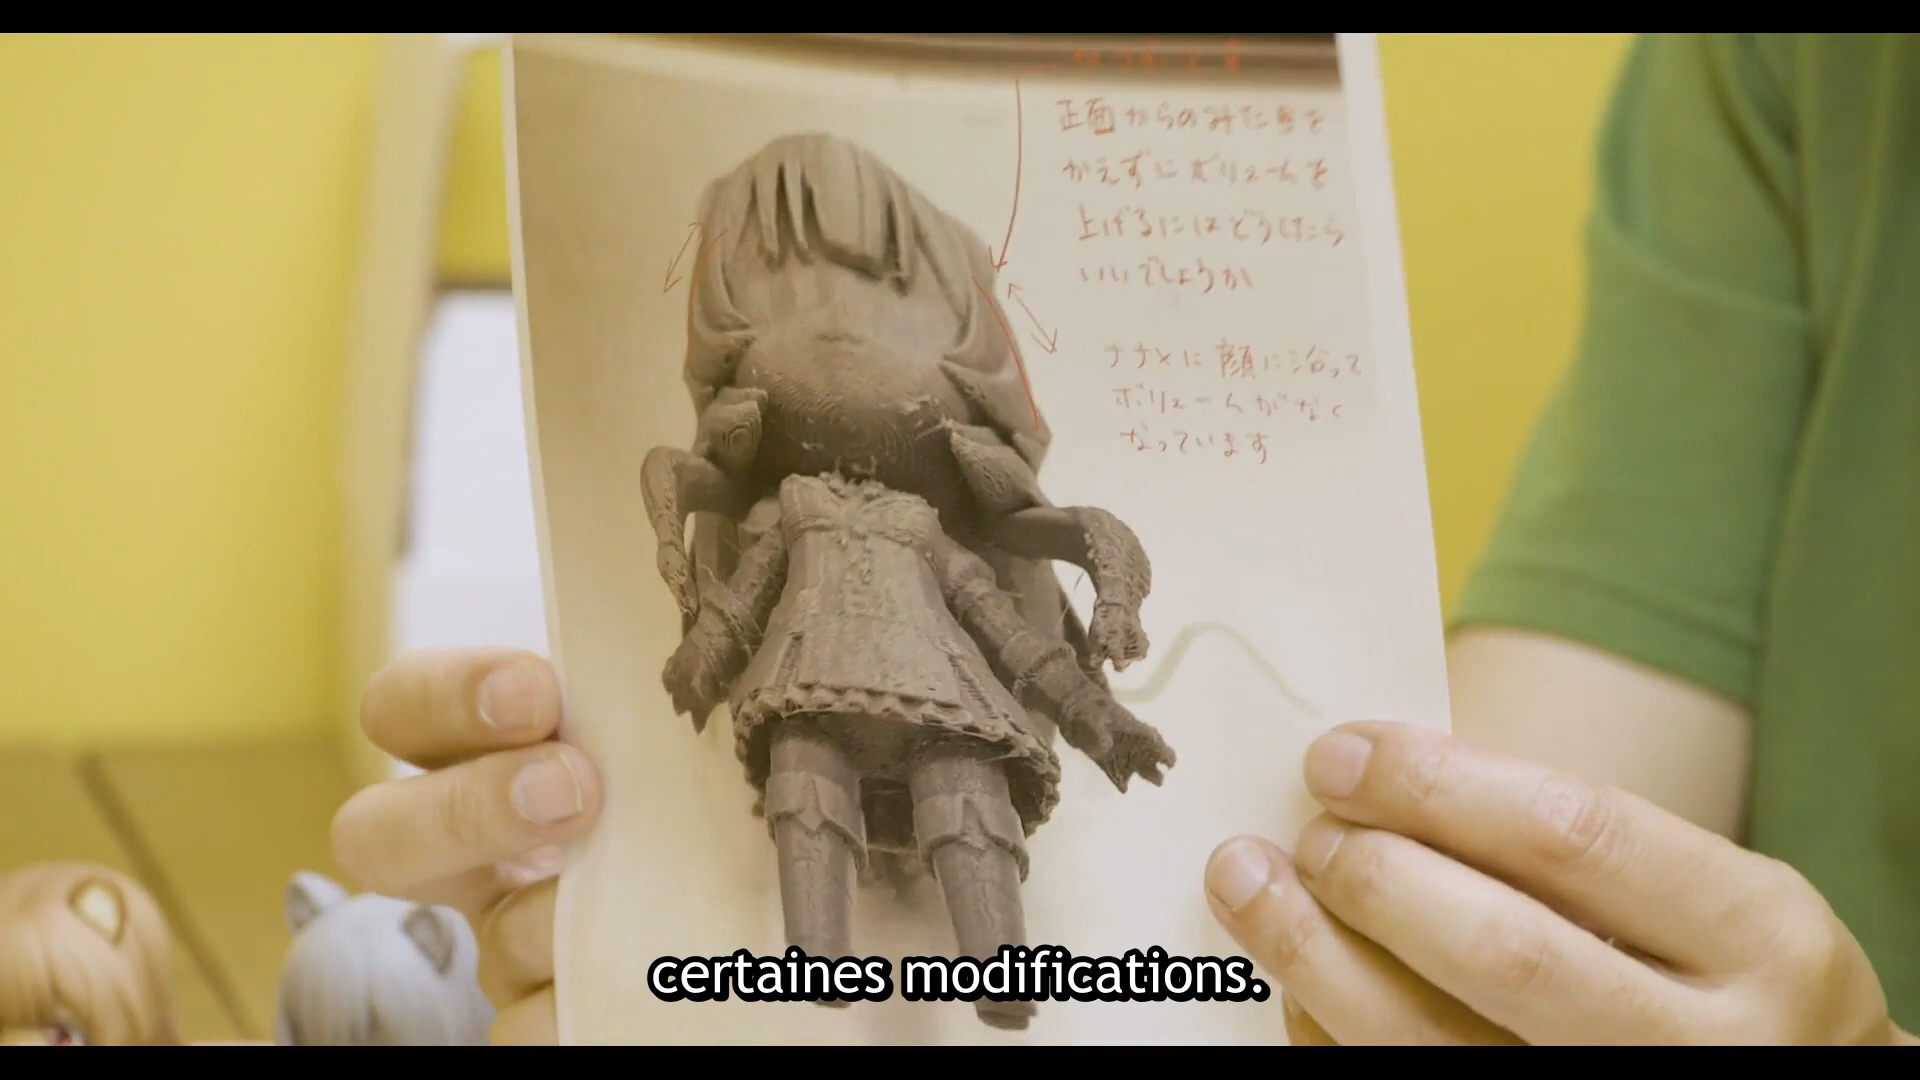 正面からのみた目を
かえずにボリュームを
上げるにはどうしたら
いいでしょうか
ナナメに顔に沿って
ボリュームがなく
なっています
certaines modifications.